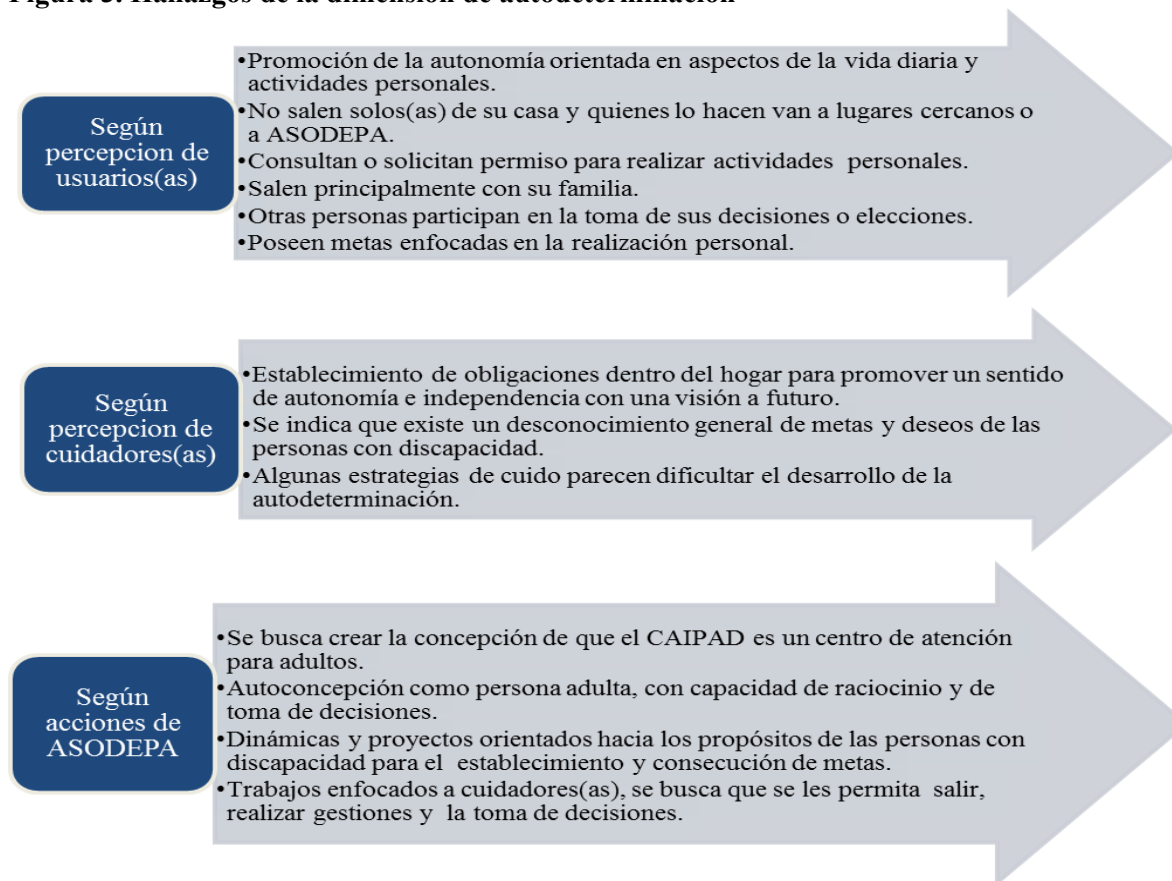 Figura 3. Hallazgos de la dimensión de autodeterminación
Según
percepcion de
usuarios(as)
•Promoción de la autonomía orientada en aspectos de la vida diaria y
actividades personales.
•No salen solos(as) de su casa y quienes lo hacen van a lugares cercanos o
a ASODEPA.
•Consultan o solicitan permiso para realizar actividades personales.
•Salen principalmente con su familia.
•Otras personas participan en la toma de sus decisiones o elecciones.
•Poseen metas enfocadas en la realización personal.
Según
percepcion de
cuidadores(as)
•Establecimiento de obligaciones dentro del hogar para promover un sentido
de autonomía e independencia con una visión a futuro.
•Se indica que existe un desconocimiento general de metas y deseos de las
personas con discapacidad.
•Algunas estrategias de cuido parecen dificultar el desarrollo de la
autodeterminación.
Según
acciones de
ASODEPA
•Se busca crear la concepción de que el CAIPAD es un centro de atención
para adultos.
•Autoconcepción como persona adulta, con capacidad de raciocinio y de
toma de decisiones.
•Dinámicas y proyectos orientados hacia los propósitos de las personas con
discapacidad para el establecimiento y consecución de metas.
•Trabajos enfocados a cuidadores(as), se busca que se les permita salir,
realizar gestiones y la toma de decisiones.